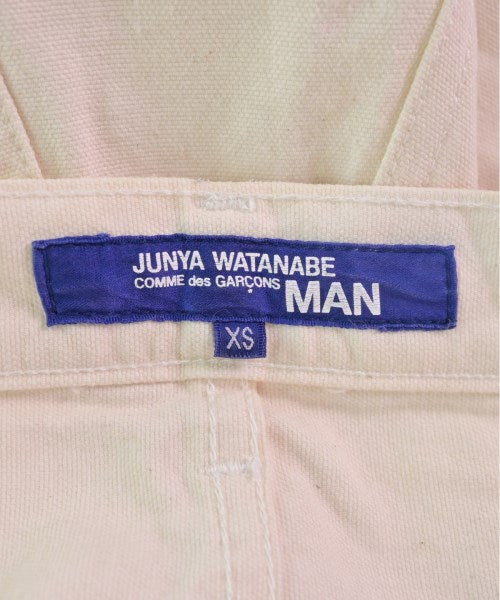 JUNYA WATANABE
COMME des GARÇONS MAN
XS